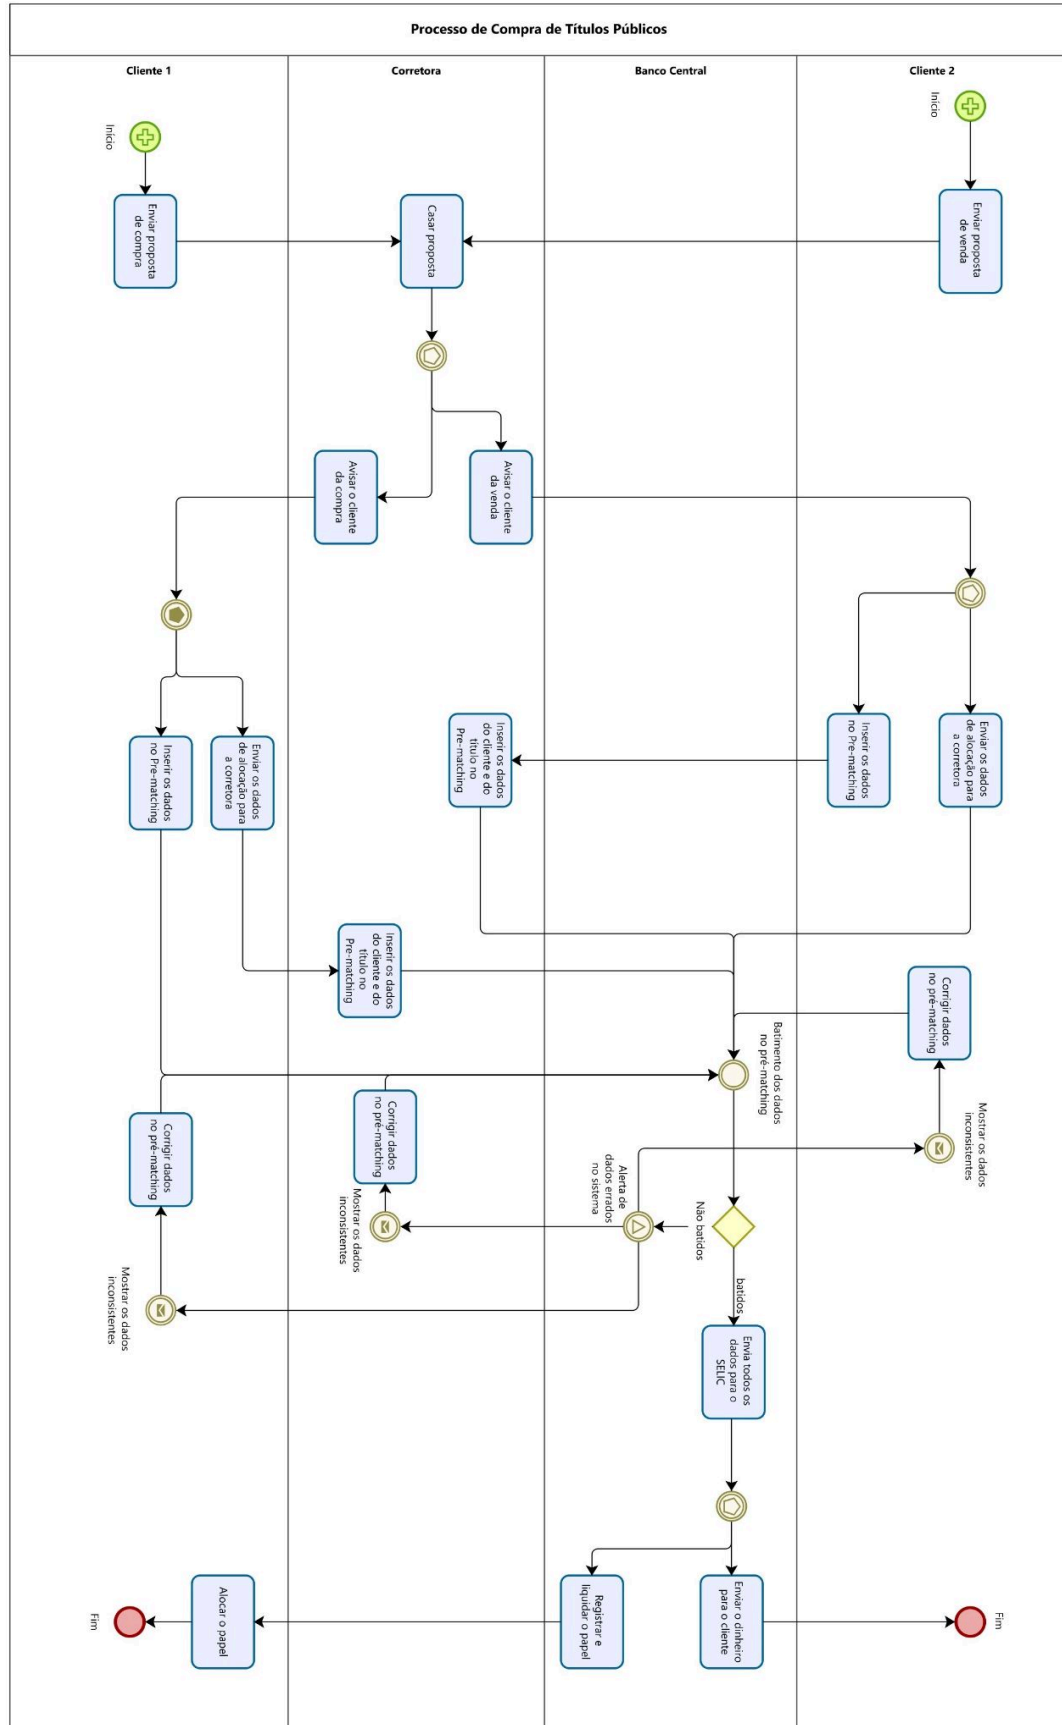 Processo de Compra de Títulos Públicos
Cliente 1
Corretora
Banco Central
Cliente 2
Início
Início
Enviar proposta
de compra
Casar proposta
Enviar proposta
de venda
Avisar o cliente
da compra
Avisar o cliente
da venda
Inserir os dados
no Pre-matching
Enviar os dados
de alocação para
a corretora
Inserir os dados
do cliente e do
título no
Pre-matching
Inserir os dados
no Pre-matching
Enviar os dados
de alocação para
a corretora
Inserir os dados
do cliente e do
título no
Pre-matching
Corrigir dados
no pré-matching
Batimento dos dados
no pré-matching
Mostrar os dados
inconsistentes
Corrigir dados
no pré-matching
Corrigir dados
no pré-matching
Mostrar os dados
inconsistentes
Alerta de
dados errados
no sistema
Não batidos
batidos
Mostrar os dados
inconsistentes
Envia todos os
dados para o
SELIC
Enviar o dinheiro
para o cliente
Registrar e
liquidar o papel
Alocar o papel
Fim
Fim